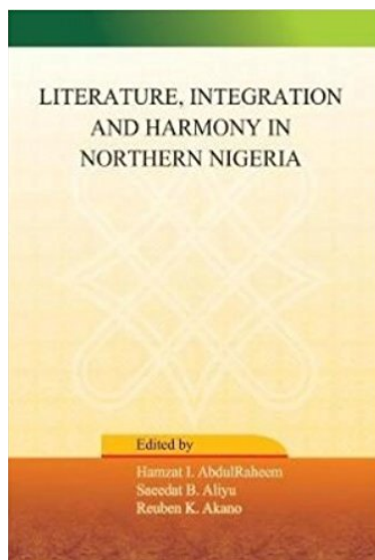 LITERATURE, INTEGRATION
AND HARMONY IN
NORTHERN NIGERIA
Edited by
Hamzat I. AbdulRaheem
Saeedat B. Aliyu
Reuben K. Akano